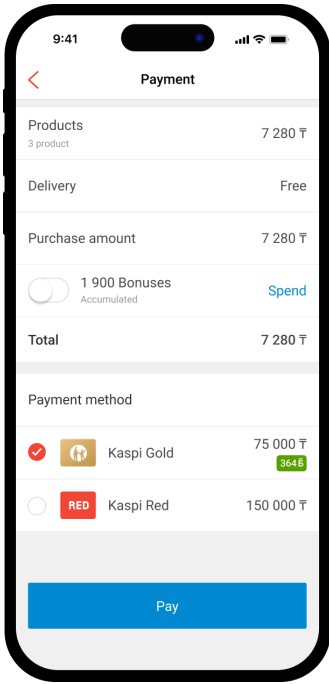 9:41
Payment
Products
7 280 ₸
3 product
Delivery
Free
Purchase amount
7 280 ₸
1 900 Bonuses
Accumulated
Spend
Total
7 280 ₸
Payment method
Kaspi Gold
75 000 ₸
364 Б
RED
Kaspi Red
150 000 ₸
Pay